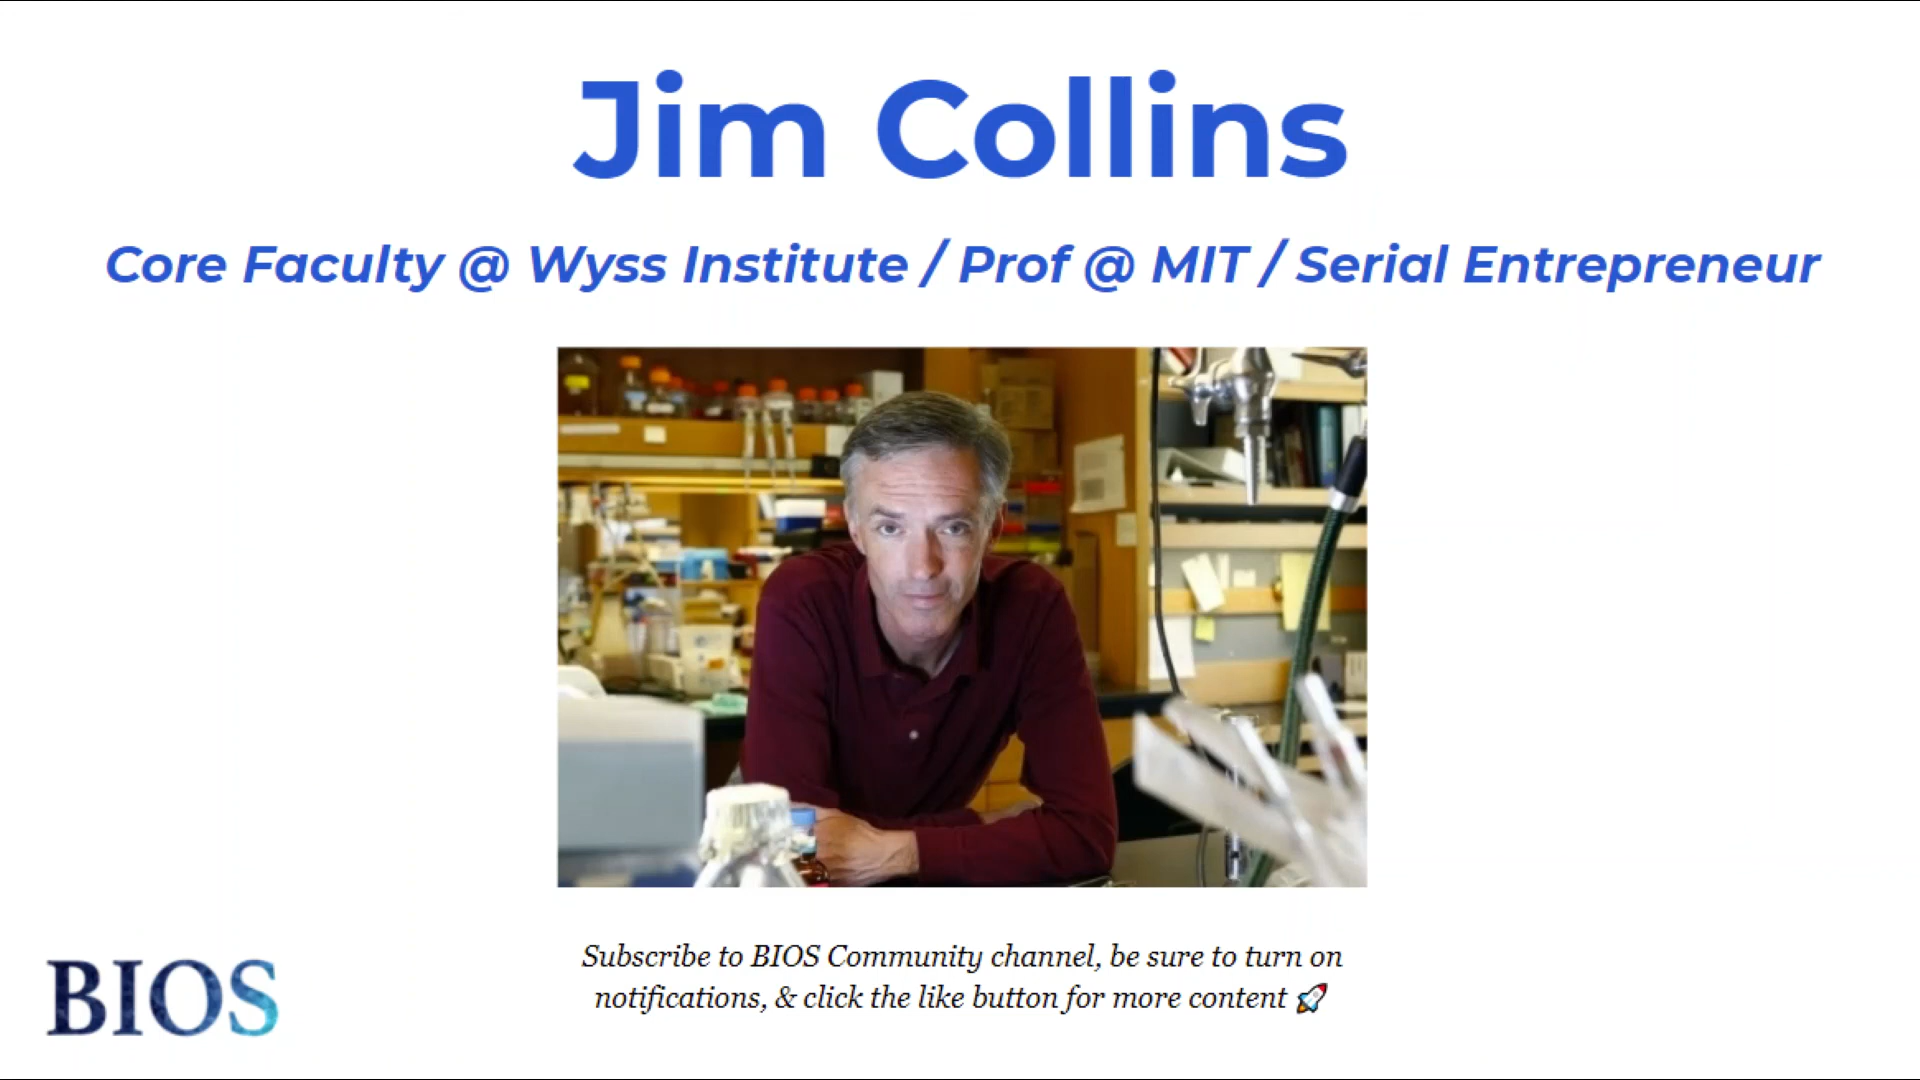 Jim Collins
Core Faculty @ Wyss Institute / Prof @ MIT / Serial Entrepreneur
Subscribe to BIOS Community channel, be sure to turn on
notifications, & click the like button for more content 🚀
BIOS